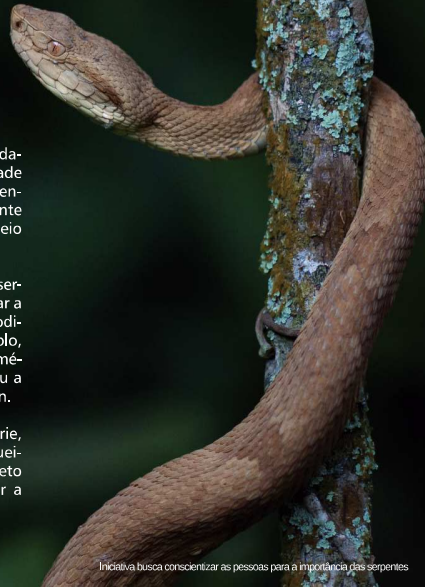 da-
ade
en-
nte
eio
ser-
ar a
odi-
olo,
mé-
u a
n.
rie,
uei-
eto
r a
Iniciativa busca conscientizar as pessoas para a importância das serpentes